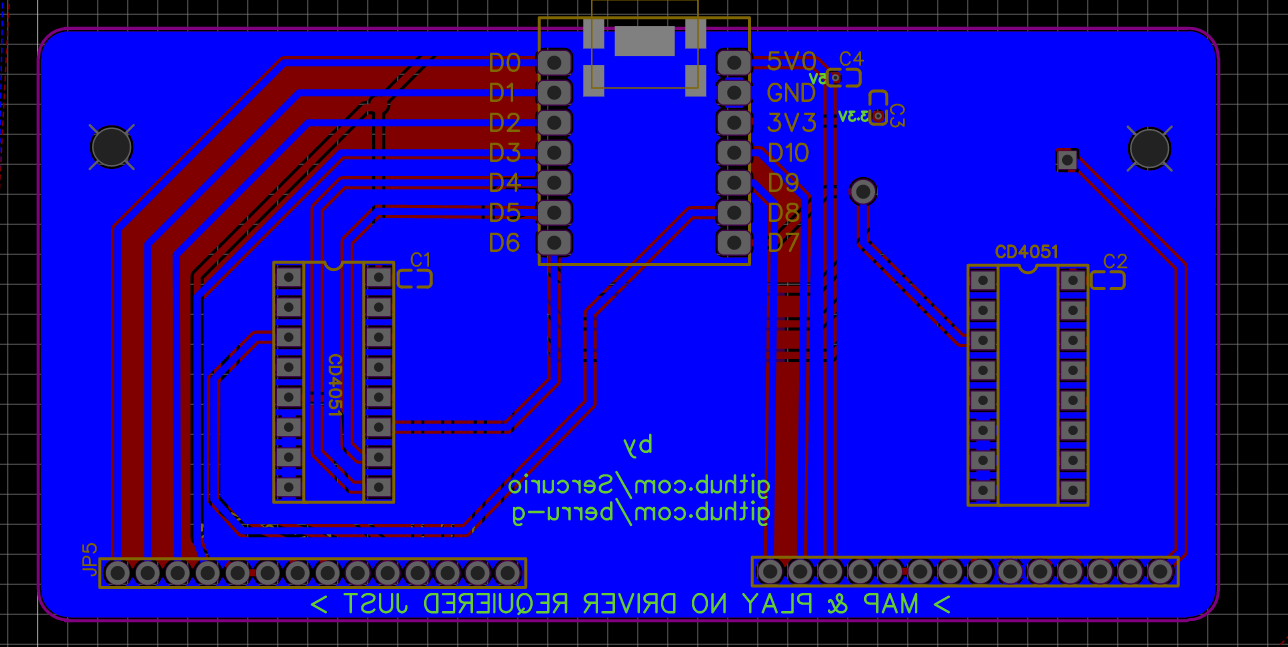 D0
D1
D2
D3
D4
D5
D6
5V0
GND
3V3
D10
D9
D8
D7
5V
C4
3.3V
C3
C1
CD4051
CD4051
C2
by
github.com/Sercurio
github.com/berru-g
JP5
> MAP & PLAY NO DRIVER REQUIERED JUST >